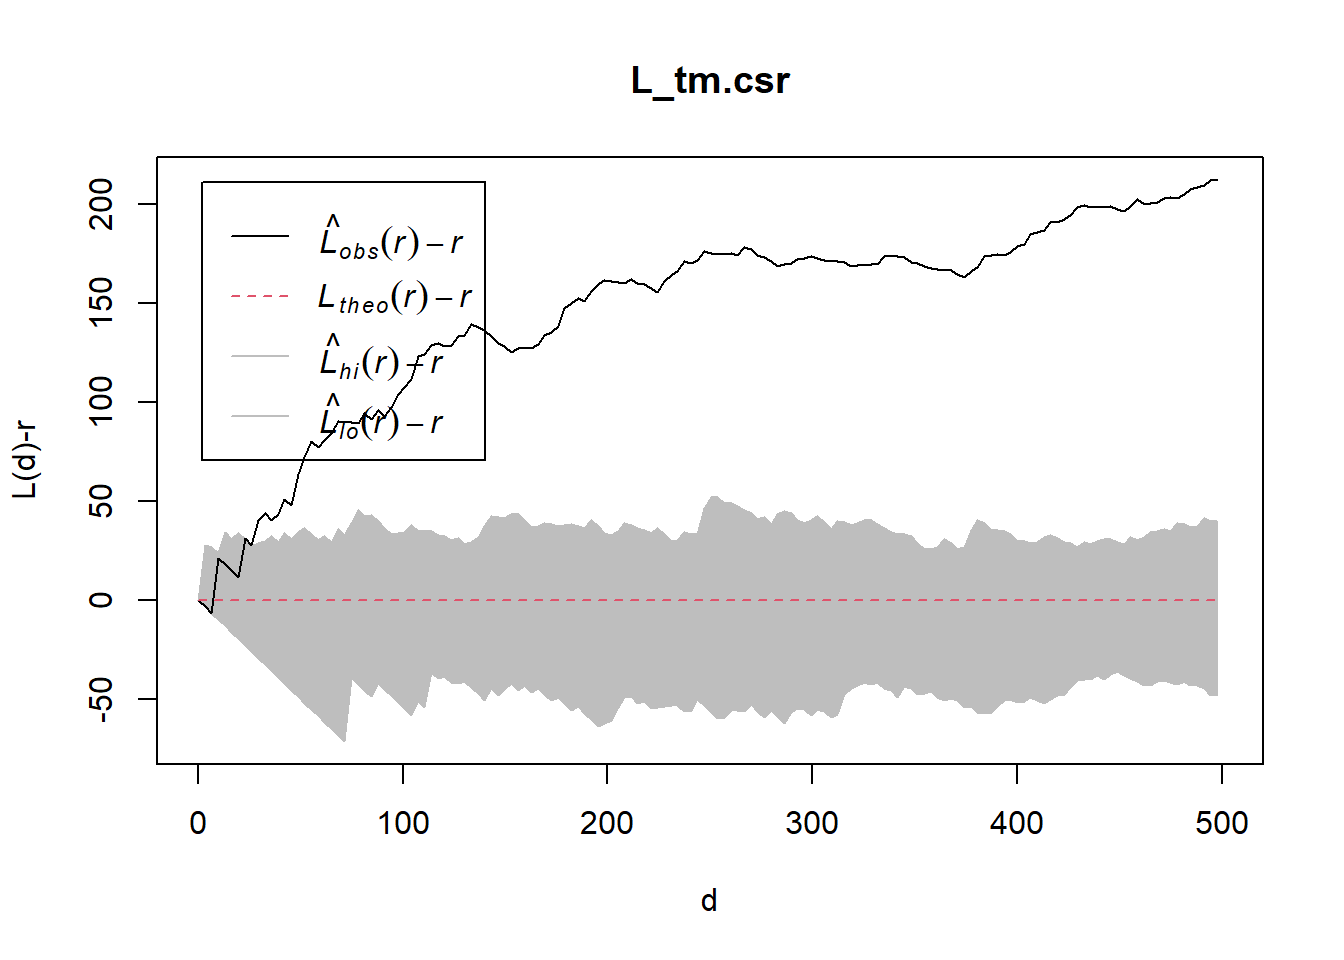 L_tm.csr
L̂obs(r) − r
Ltheo(r) − r
L̂hi(r) − r
L̂lo(r) − r
L(d)-r
200
150
100
50
0
-50
0 100 200 300 400 500
d